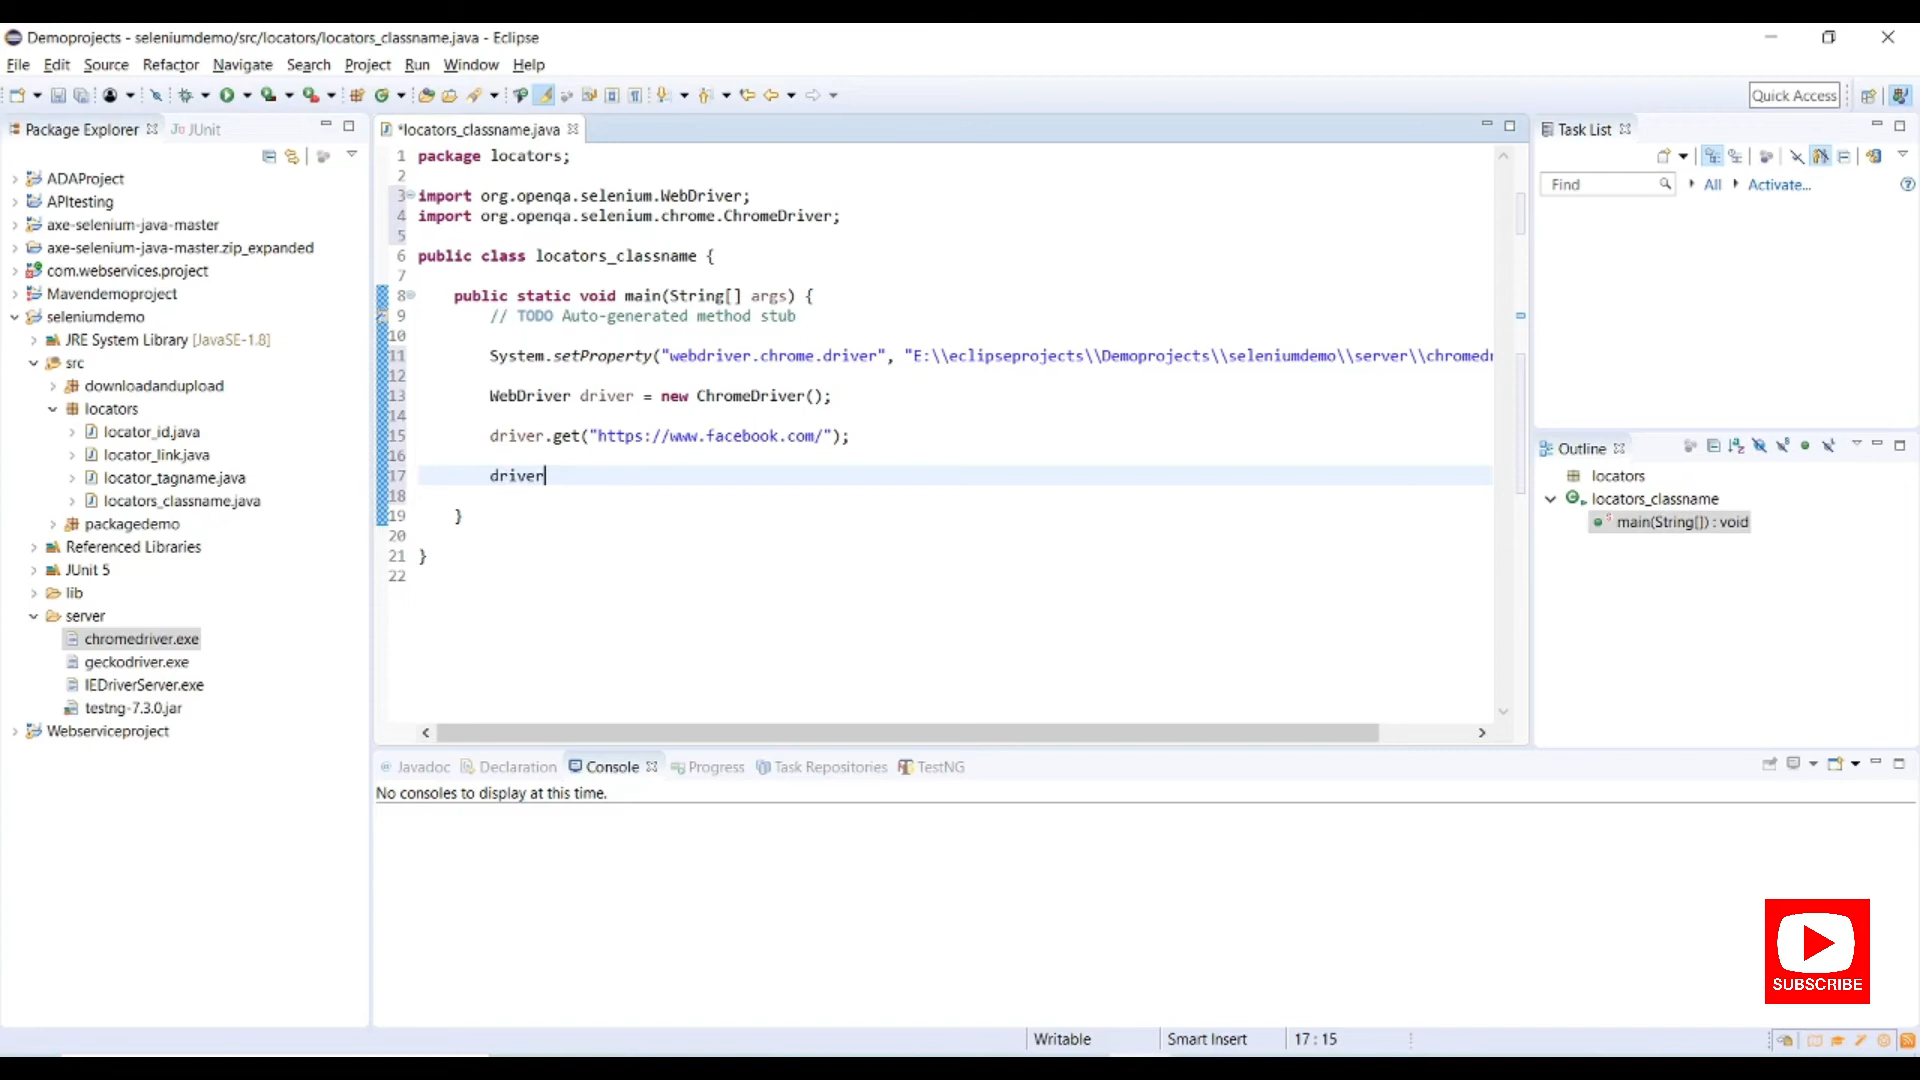 Demoprojects - seleniumdemo/src/locators/locators_classname.java - Eclipse
File Edit Source Refactor Navigate Search Project Run Window Help
Quick Access
Package Explorer JUnit
*locators_classname.java
Task List
Find All Activate...
ADAProject
APItesting
axe-selenium-java-master
axe-selenium-java-master.zip_expanded
com.webservices.project
Mavendemoproject
seleniumdemo
JRE System Library [JavaSE-1.8]
src
downloadandupload
locators
locator_id.java
locator_link.java
locator_tagname.java
locators_classname.java
packagedemo
Referenced Libraries
JUnit 5
lib
server
chromedriver.exe
geckodriver.exe
IEDriverServer.exe
testng-7.3.0.jar
Webserviceproject
1 package locators;
2
3 import org.openqa.selenium.WebDriver;
4 import org.openqa.selenium.chrome.ChromeDriver;
5
6 public class locators_classname {
7
8 public static void main(String[] args) {
9 // TODO Auto-generated method stub
10
11 System.setProperty("webdriver.chrome.driver", "E:\\eclipseprojects\\Demoprojects\\seleniumdemo\\server\\chromedr
12
13 WebDriver driver = new ChromeDriver();
14
15 driver.get("https://www.facebook.com/");
16
17 driver
18
19 }
20
21 }
22
Outline
locators
locators_classname
main(String[]) : void
Javadoc Declaration Console Progress Task Repositories TestNG
No consoles to display at this time.
SUBSCRIBE
Writable Smart Insert 17 : 15